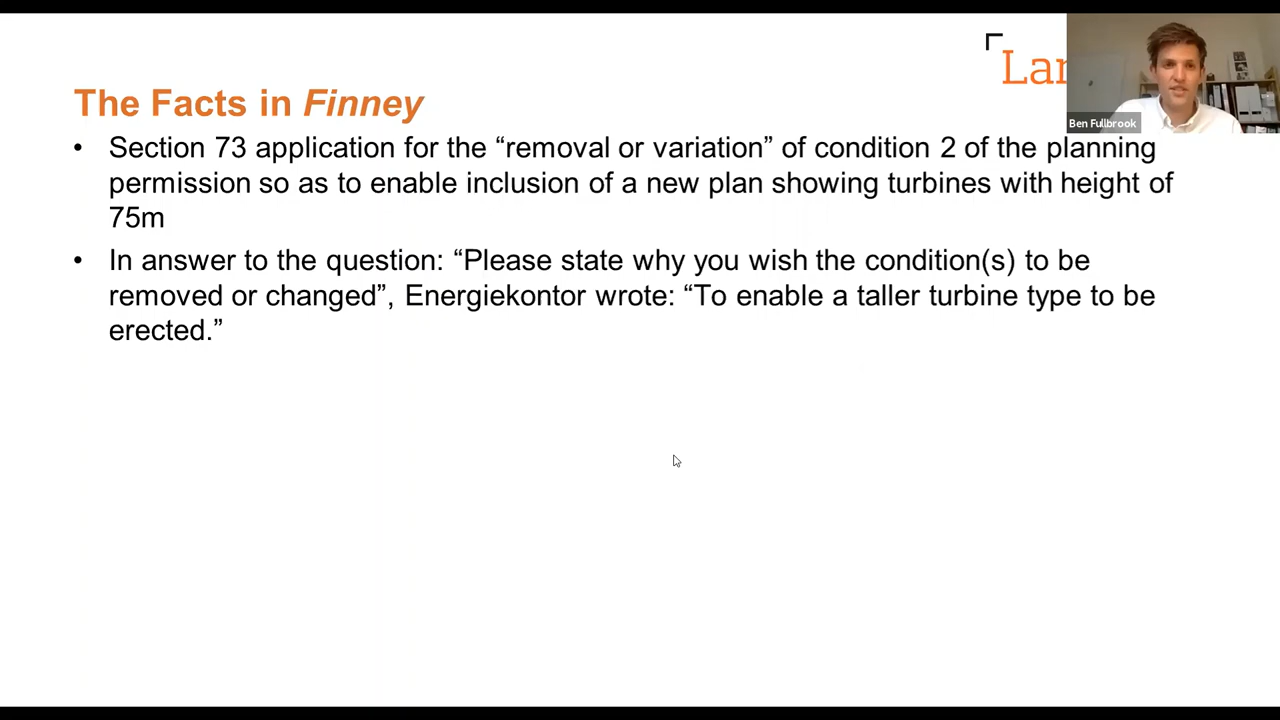 Lan
The Facts in Finney
Ben Fullbrook
• Section 73 application for the “removal or variation” of condition 2 of the planning
permission so as to enable inclusion of a new plan showing turbines with height of
75m
• In answer to the question: “Please state why you wish the condition(s) to be
removed or changed”, Energiekontor wrote: “To enable a taller turbine type to be
erected.”